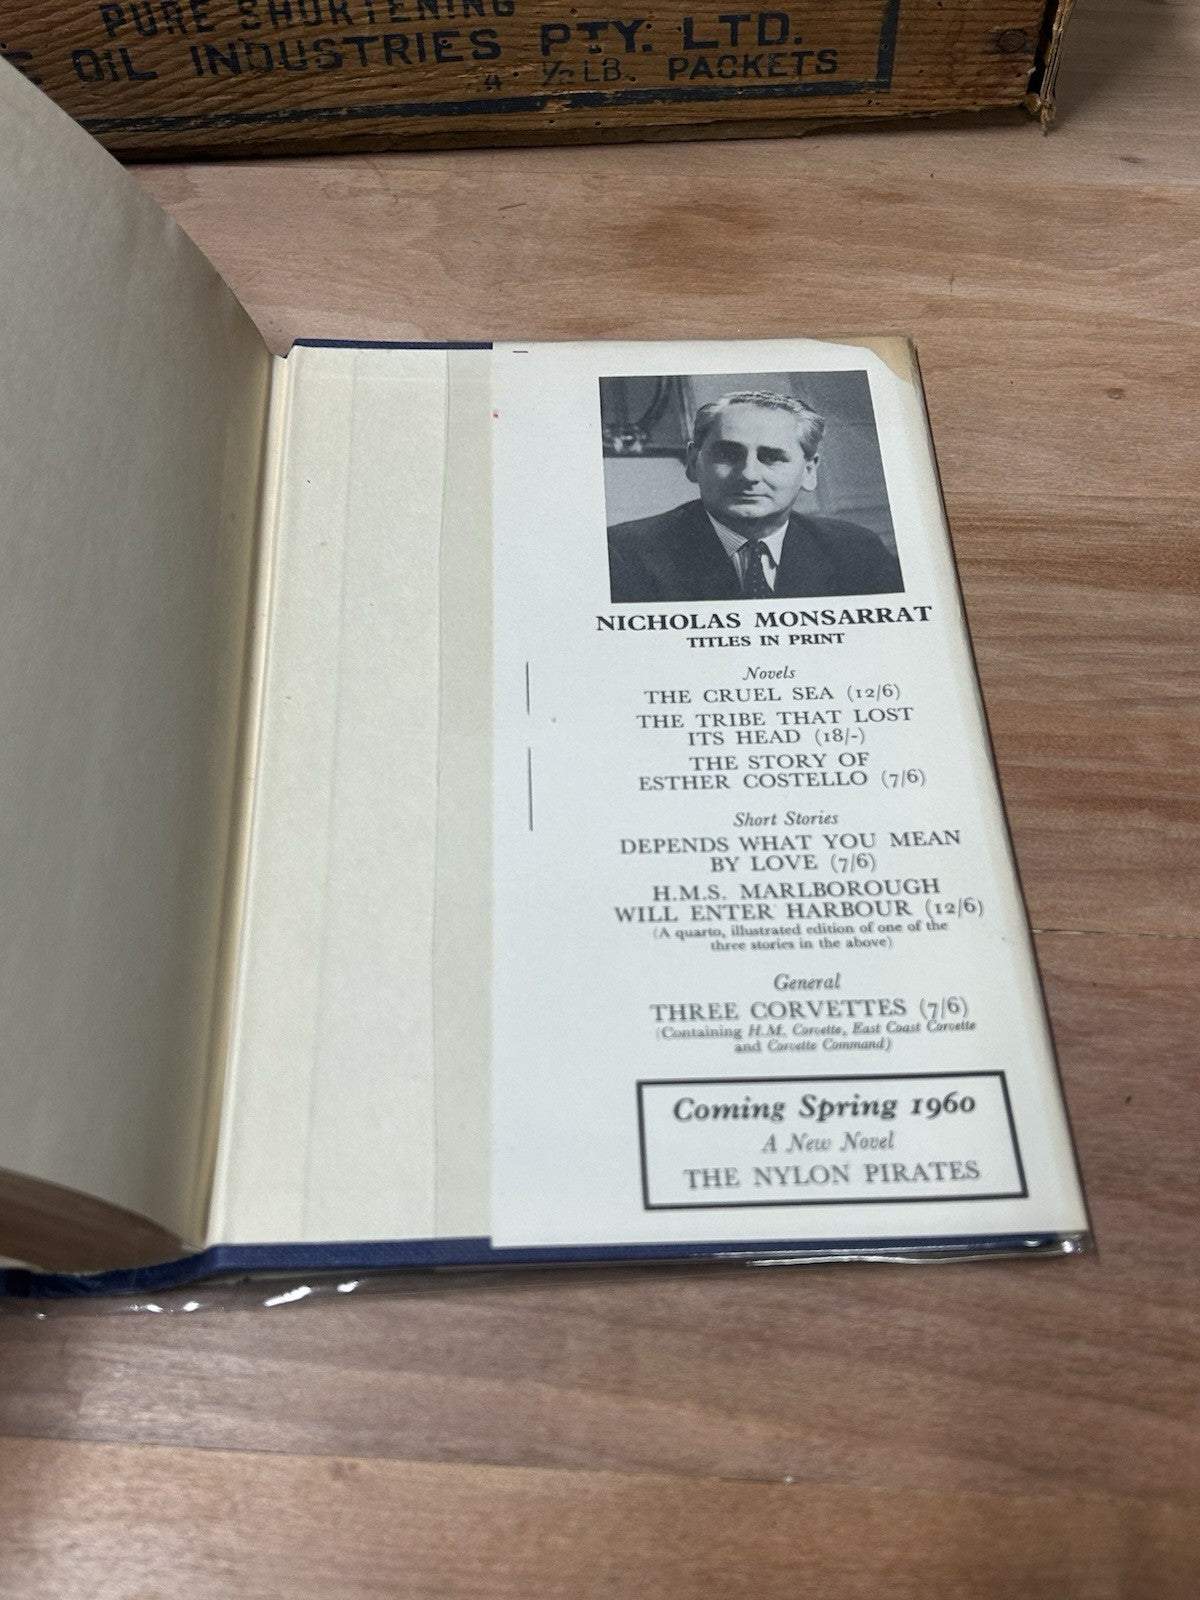 PURE SHORTENING
OIL INDUSTRIES PTY. LTD.
½ LB. PACKETS
NICHOLAS MONSARRAT
TITLES IN PRINT
Novels
THE CRUEL SEA (12/6)
THE TRIBE THAT LOST
ITS HEAD (18/-)
THE STORY OF
ESTHER COSTELLO (7/6)
Short Stories
DEPENDS WHAT YOU MEAN
BY LOVE (7/6)
H.M.S. MARLBOROUGH
WILL ENTER HARBOUR (12/6)
(A quarto, illustrated edition of one of the
three stories in the above)
General
THREE CORVETTES (7/6)
(Containing H.M. Corvette, East Coast Corvette
and Corvette Command)
Coming Spring 1960
A New Novel
THE NYLON PIRATES